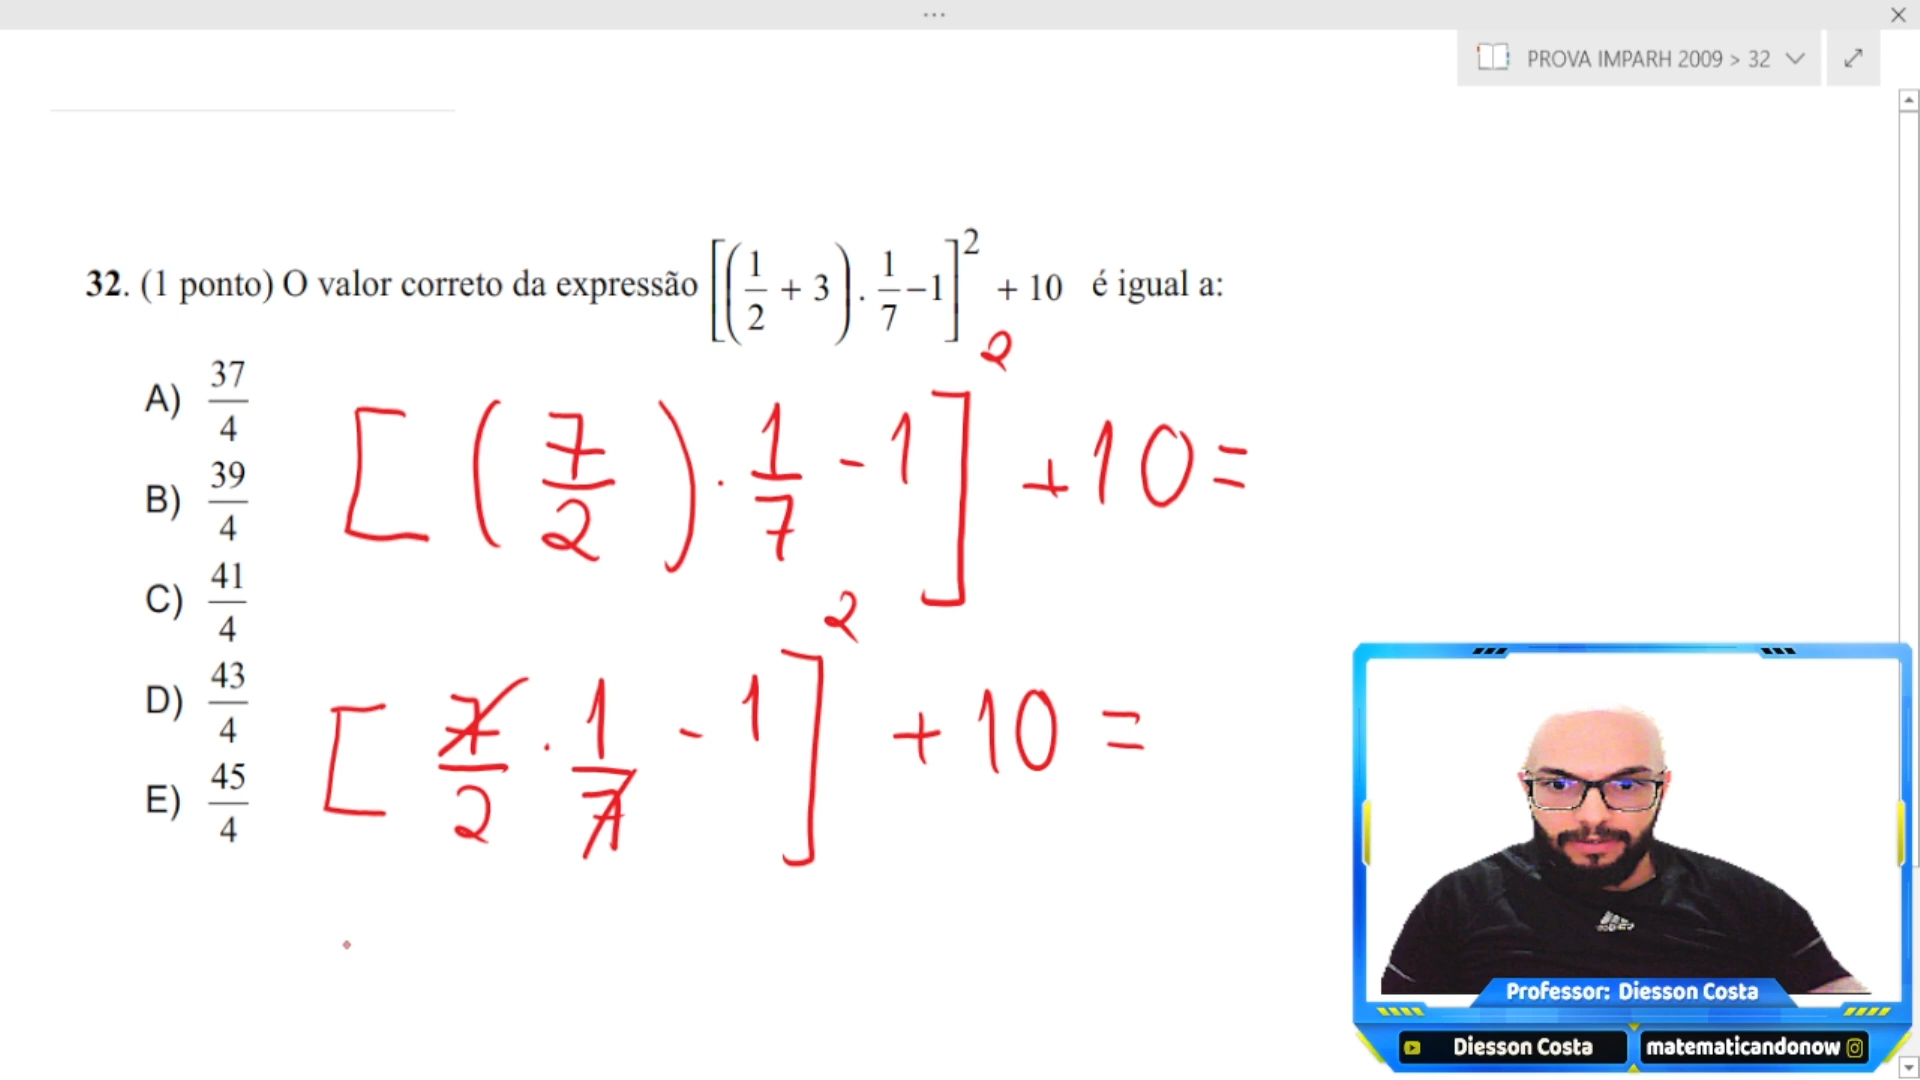 PROVA IMPARH 2009 > 32
32. (1 ponto) O valor correto da expressão [(1/2 + 3) . 1/7 − 1]² + 10 é igual a:
A) 37/4
B) 39/4
C) 41/4
D) 43/4
E) 45/4
[(7/2) · 1/7 - 1]² + 10 =
[7/2 · 1/7 - 1]² + 10 =
Professor: Diesson Costa
Diesson Costa
matematicandonow